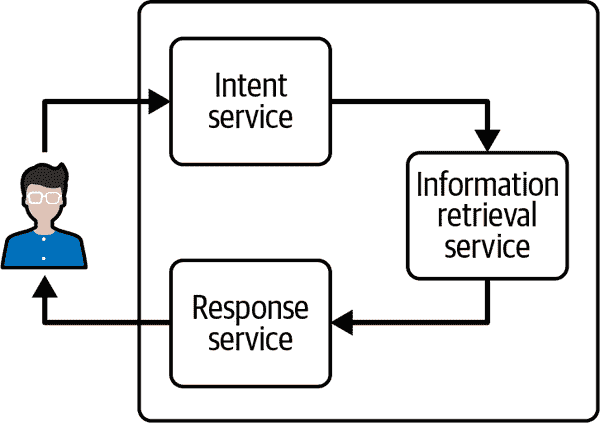 Intent
service
Information
retrieval
service
Response
service